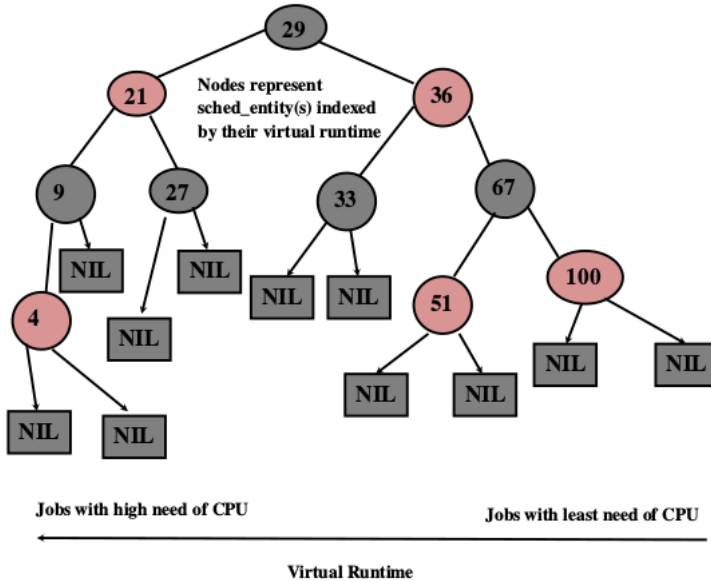 29
21
Nodes represent
sched_entity(s) indexed
by their virtual runtime
36
9
27
33
67
NIL
NIL
NIL
NIL
100
4
51
NIL
NIL
NIL
NIL
NIL
NIL
NIL
Jobs with high need of CPU
Jobs with least need of CPU
Virtual Runtime